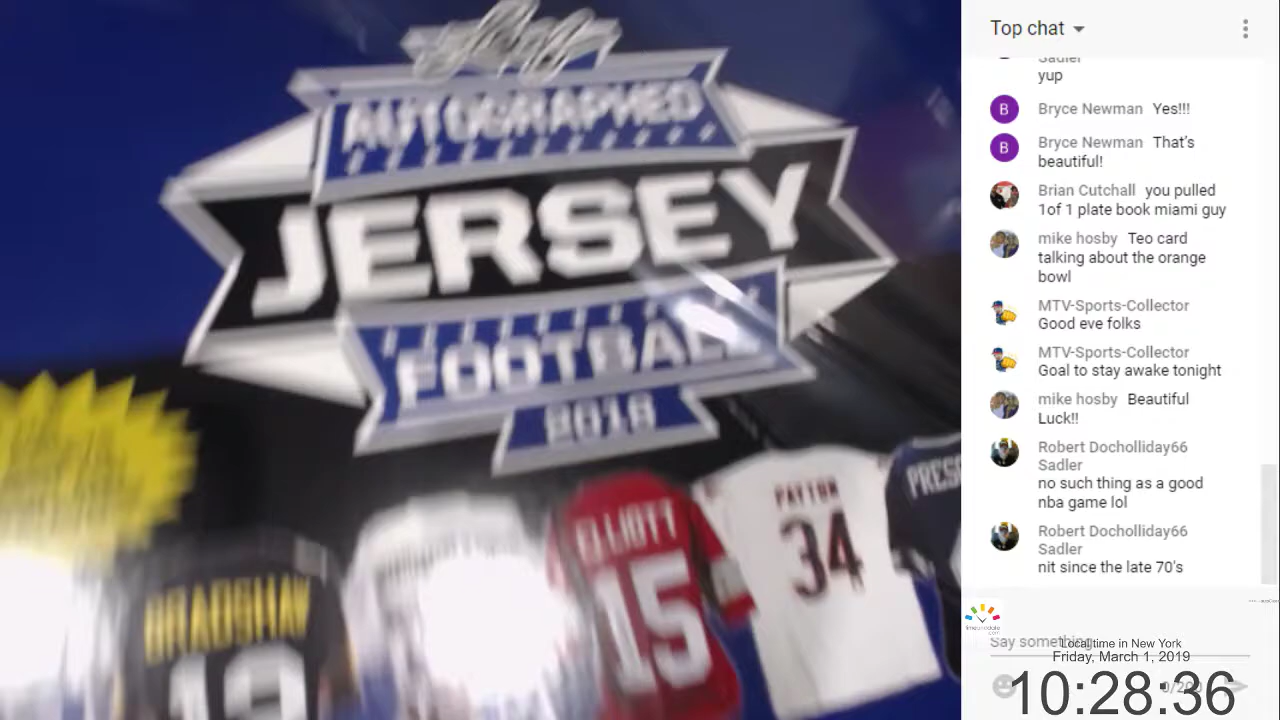 Leaf
AUTOGRAPHED
JERSEY
FOOTBALL
2018
BRADSHAW
12
ELLIOTT
15
PAYTON
34
PRESC
Top chat
Sadler
yup
B
Bryce Newman Yes!!!
B
Bryce Newman That's
beautiful!
Brian Cutchall you pulled
1of 1 plate book miami guy
mike hosby Teo card
talking about the orange
bowl
MTV-Sports-Collector
Good eve folks
MTV-Sports-Collector
Goal to stay awake tonight
mike hosby Beautiful
Luck!!
Robert Docholliday66
Sadler
no such thing as a good
nba game lol
Robert Docholliday66
Sadler
nit since the late 70's
Say something
Local time in New York
Friday, March 1, 2019
10:28:36